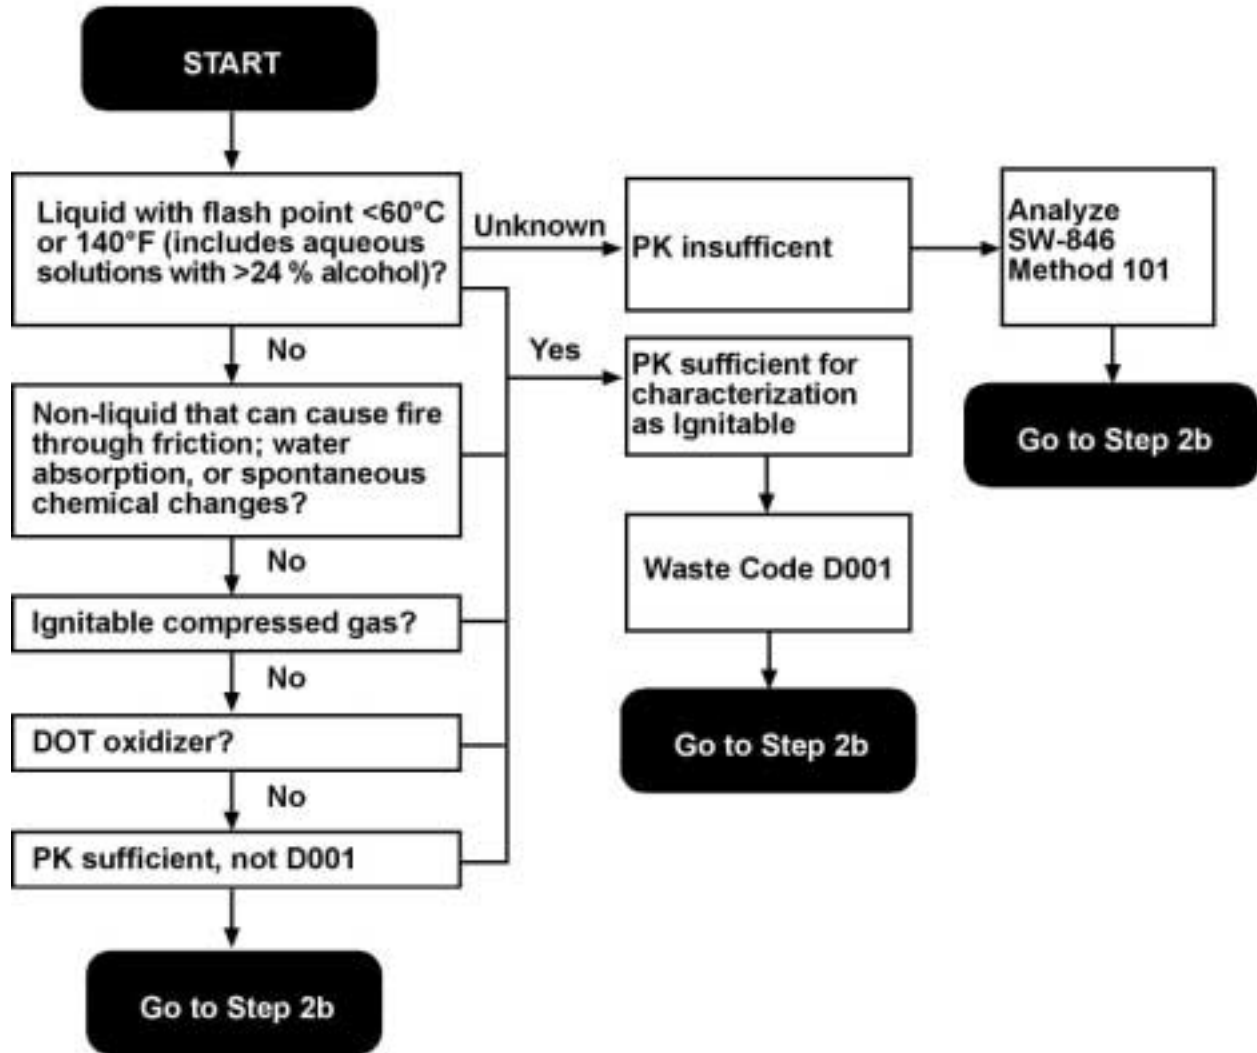 START
Liquid with flash point <60°C
or 140°F (includes aqueous
solutions with >24 % alcohol)?
Unknown
PK insufficent
Analyze
SW-846
Method 101
Go to Step 2b
No
Yes
PK sufficient for
characterization
as Ignitable
Non-liquid that can cause fire
through friction; water
absorption, or spontaneous
chemical changes?
Waste Code D001
Go to Step 2b
No
Ignitable compressed gas?
No
DOT oxidizer?
No
PK sufficient, not D001
Go to Step 2b